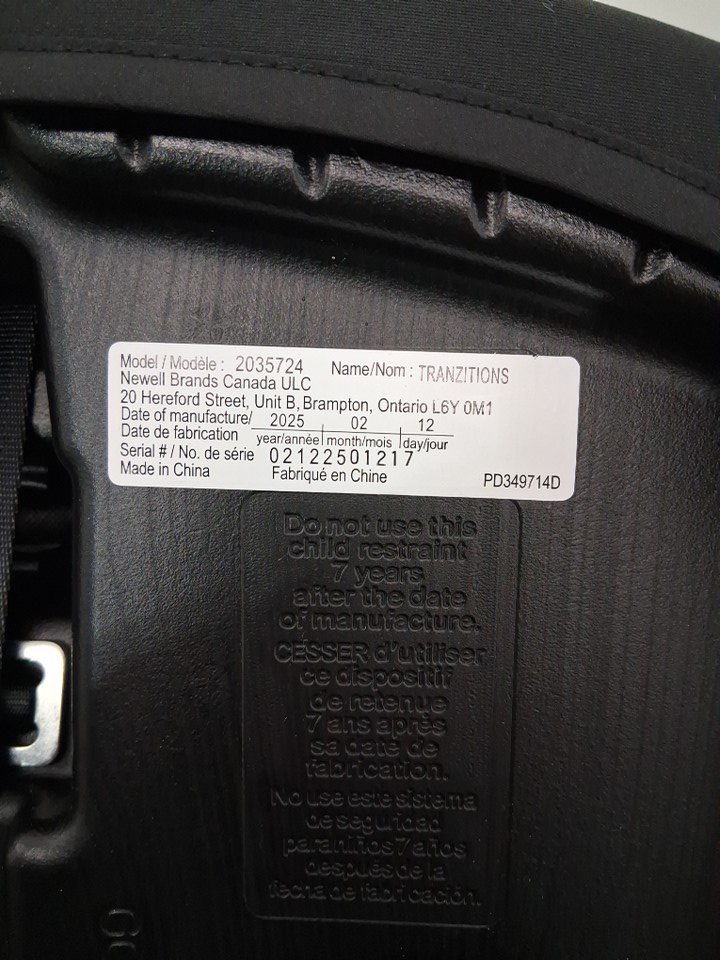 Model / Modèle : 2035724 Name/Nom : TRANZITIONS
Newell Brands Canada ULC
20 Hereford Street, Unit B, Brampton, Ontario L6Y 0M1
Date of manufacture/ 2025 02 12
Date de fabrication year/année month/mois day/jour
Serial # / No. de série 02122501217
Made in China Fabriqué en Chine PD349714D
Do not use this
child restraint
7 years
after the date
of manufacture.
CESSER d'utiliser
ce dispositif
de retenue
7 ans après
sa date de
fabrication.
No use este sistema
de seguridad
para niños 7 años
después de la
fecha de fabricación.